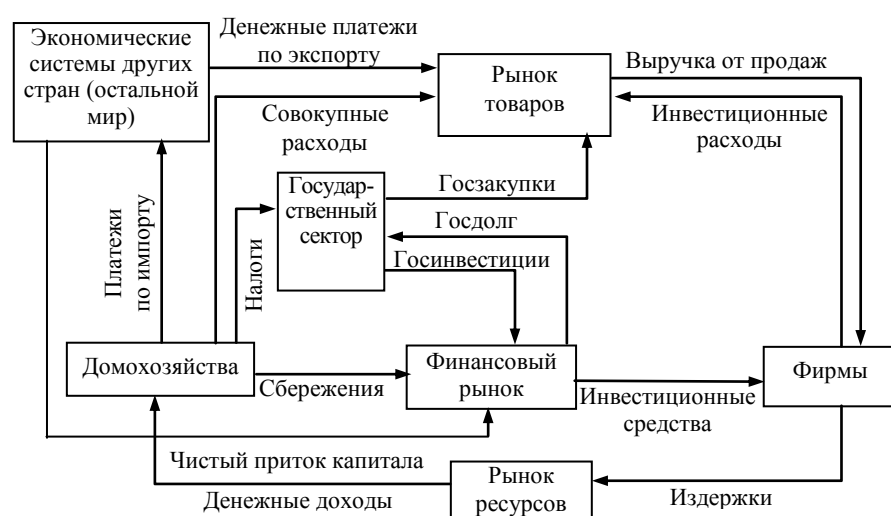 Экономические
системы других
стран (остальной
мир)
Денежные платежи
по экспорту
Рынок
товаров
Выручка от продаж
Совокупные
расходы
Инвестиционные
расходы
Государ-
ственный
сектор
Госзакупки
Госдолг
Госинвестиции
Платежи
по импорту
Налоги
Домохозяйства
Сбережения
Финансовый
рынок
Инвестиционные
средства
Фирмы
Чистый приток капитала
Денежные доходы
Рынок
ресурсов
Издержки